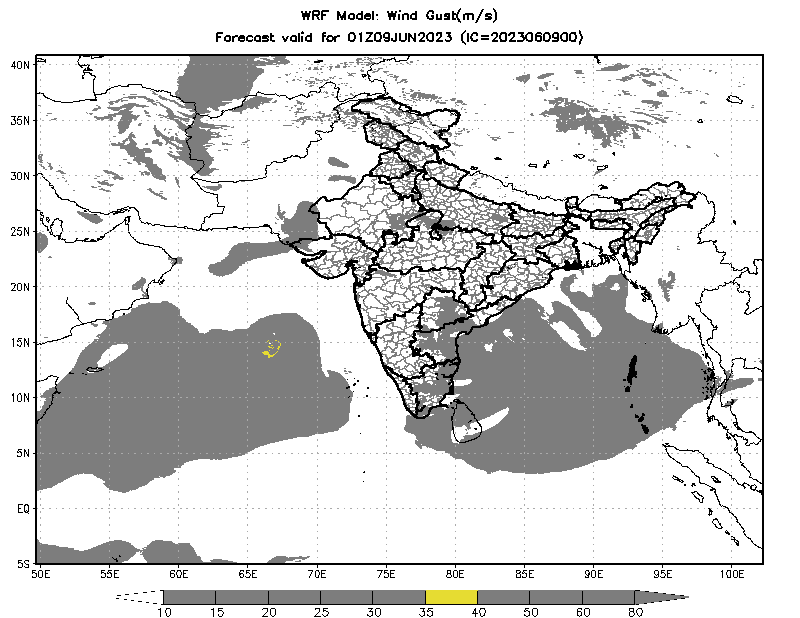 WRF Model: Wind Gust(m/s)
Forecast valid for 01Z09JUN2023 (IC=2023060900)
40N
35N
30N
25N
20N
15N
10N
5N
EQ
5S
50E 55E 60E 65E 70E 75E 80E 85E 90E 95E 100E
10 15 20 25 30 35 40 50 60 80